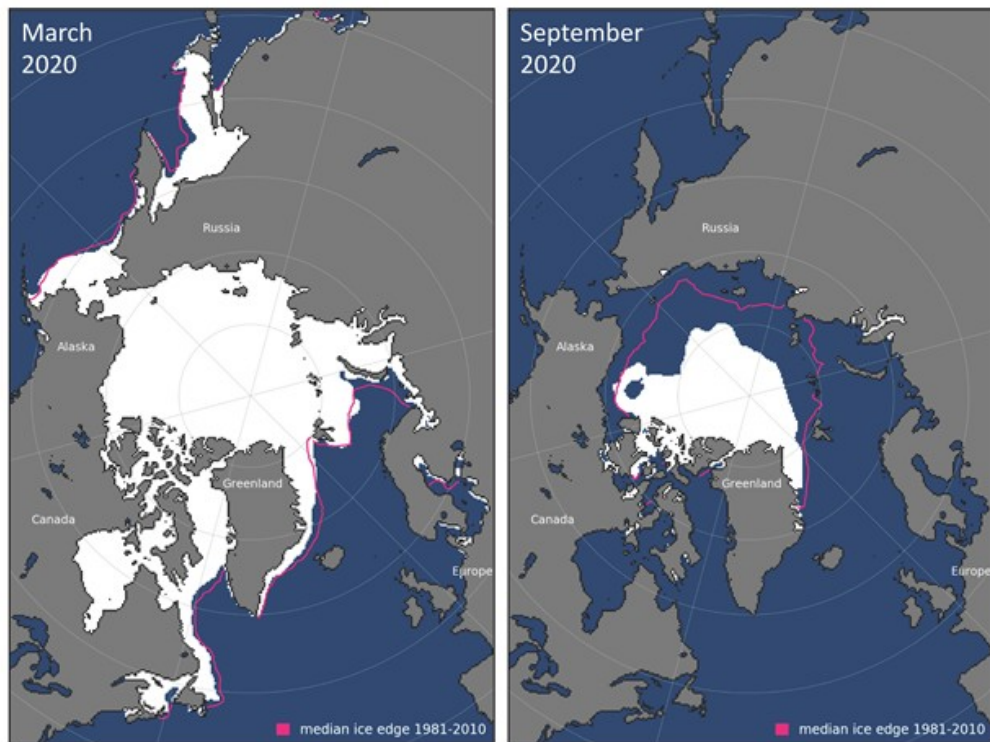 March
2020
Russia
Alaska
Greenland
Canada
Europe
median ice edge 1981-2010
September
2020
Russia
Alaska
Greenland
Canada
Europe
median ice edge 1981-2010